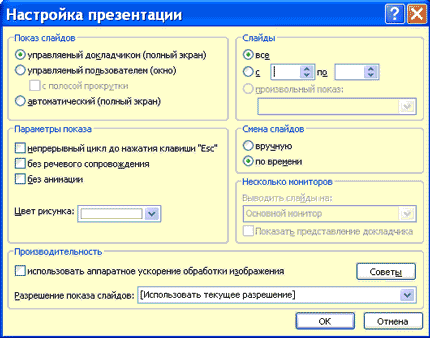 Настройка презентации
Показ слайдов
управляемый докладчиком (полный экран)
управляемый пользователем (окно)
с полосой прокрутки
автоматический (полный экран)
Слайды
все
с по
произвольный показ:
Параметры показа
непрерывный цикл до нажатия клавиши "Esc"
без речевого сопровождения
без анимации
Цвет рисунка:
Смена слайдов
вручную
по времени
Несколько мониторов
Выводить слайды на:
Основной монитор
Показать представление докладчика
Производительность
использовать аппаратное ускорение обработки изображения
Советы
Разрешение показа слайдов: [Использовать текущее разрешение]
ОК Отмена